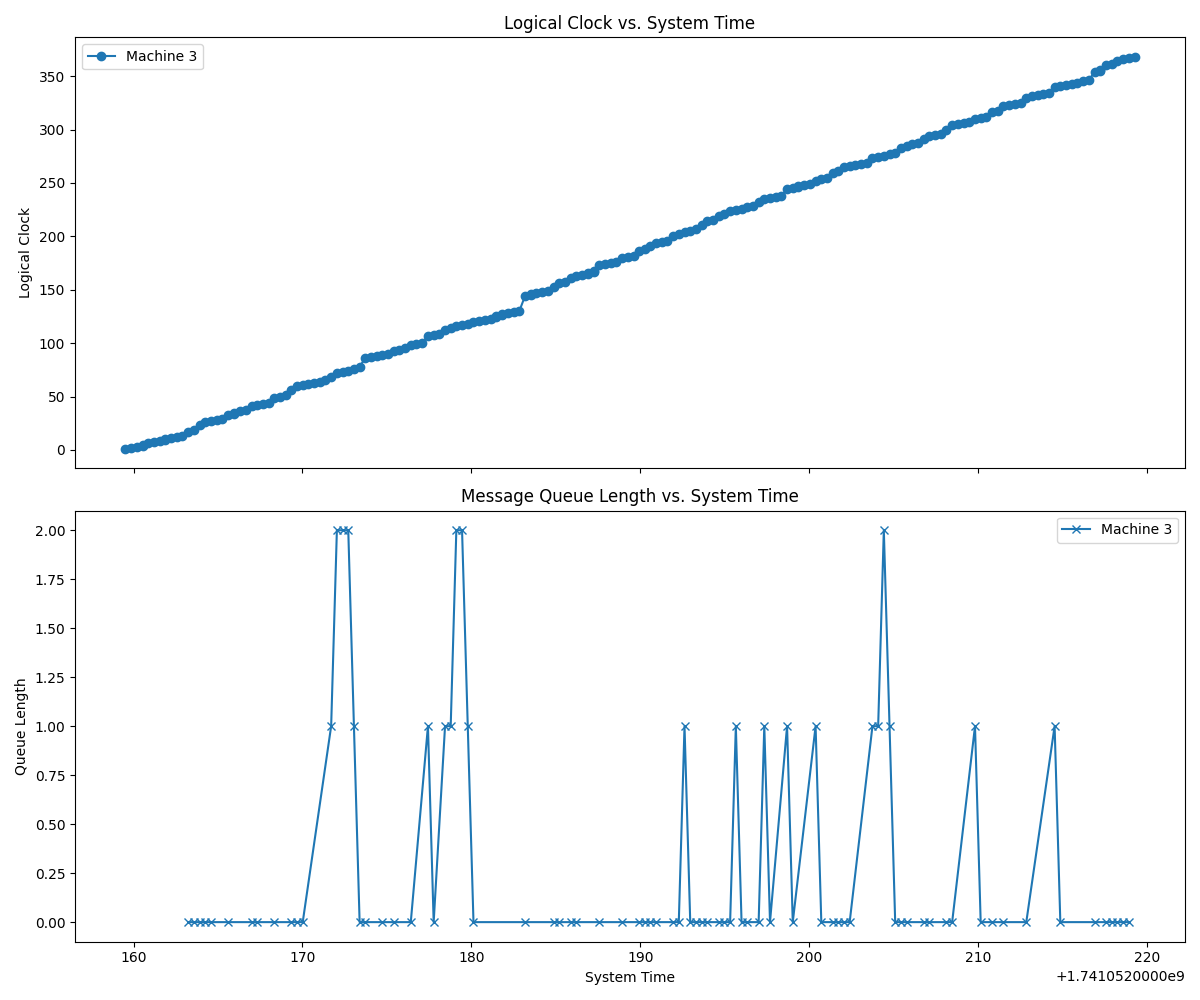 Logical Clock vs. System Time
Machine 3
Logical Clock
350
300
250
200
150
100
50
0
Message Queue Length vs. System Time
Machine 3
Queue Length
2.00
1.75
1.50
1.25
1.00
0.75
0.50
0.25
0.00
160 170 180 190 200 210 220
System Time
+1.7410520000e9